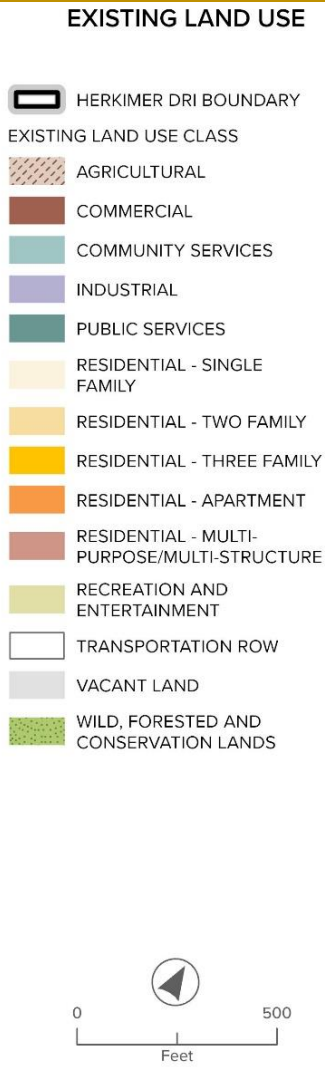 EXISTING LAND USE
HERKIMER DRI BOUNDARY
EXISTING LAND USE CLASS
AGRICULTURAL
COMMERCIAL
COMMUNITY SERVICES
INDUSTRIAL
PUBLIC SERVICES
RESIDENTIAL - SINGLE
FAMILY
RESIDENTIAL - TWO FAMILY
RESIDENTIAL - THREE FAMILY
RESIDENTIAL - APARTMENT
RESIDENTIAL - MULTI-
PURPOSE/MULTI-STRUCTURE
RECREATION AND
ENTERTAINMENT
TRANSPORTATION ROW
VACANT LAND
WILD, FORESTED AND
CONSERVATION LANDS
0 500
Feet